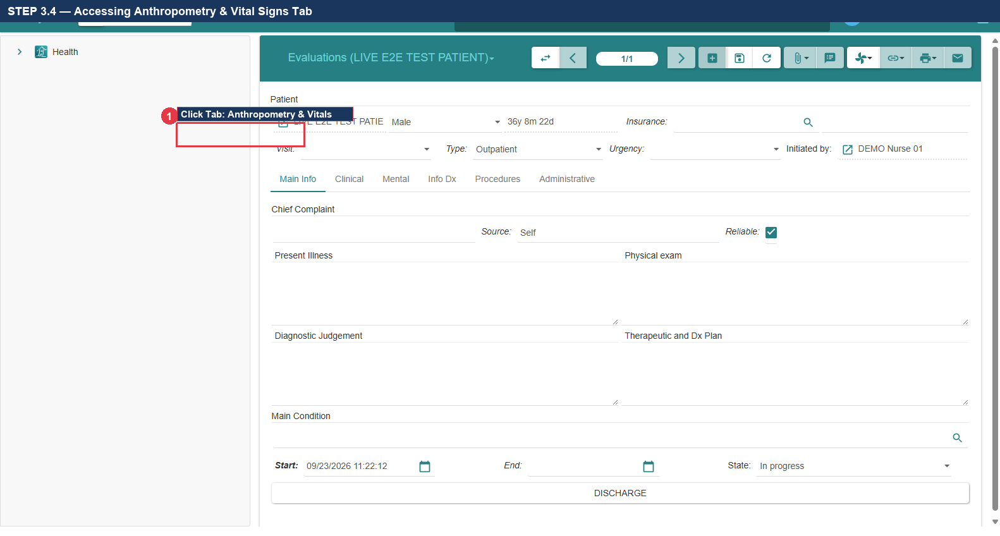 STEP 3.4 — Accessing Anthropometry & Vital Signs Tab
Health
Evaluations (LIVE E2E TEST PATIENT)
1/1
Patient
1
Click Tab: Anthropometry & Vitals
LIVE E2E TEST PATIE
Male
36y 8m 22d
Insurance:
Visit:
Type:
Outpatient
Urgency:
Initiated by:
DEMO Nurse 01
Main Info
Clinical
Mental
Info Dx
Procedures
Administrative
Chief Complaint
Source:
Self
Reliable:
Present Illness
Physical exam
Diagnostic Judgement
Therapeutic and Dx Plan
Main Condition
Start:
09/23/2026 11:22:12
End:
State:
In progress
DISCHARGE